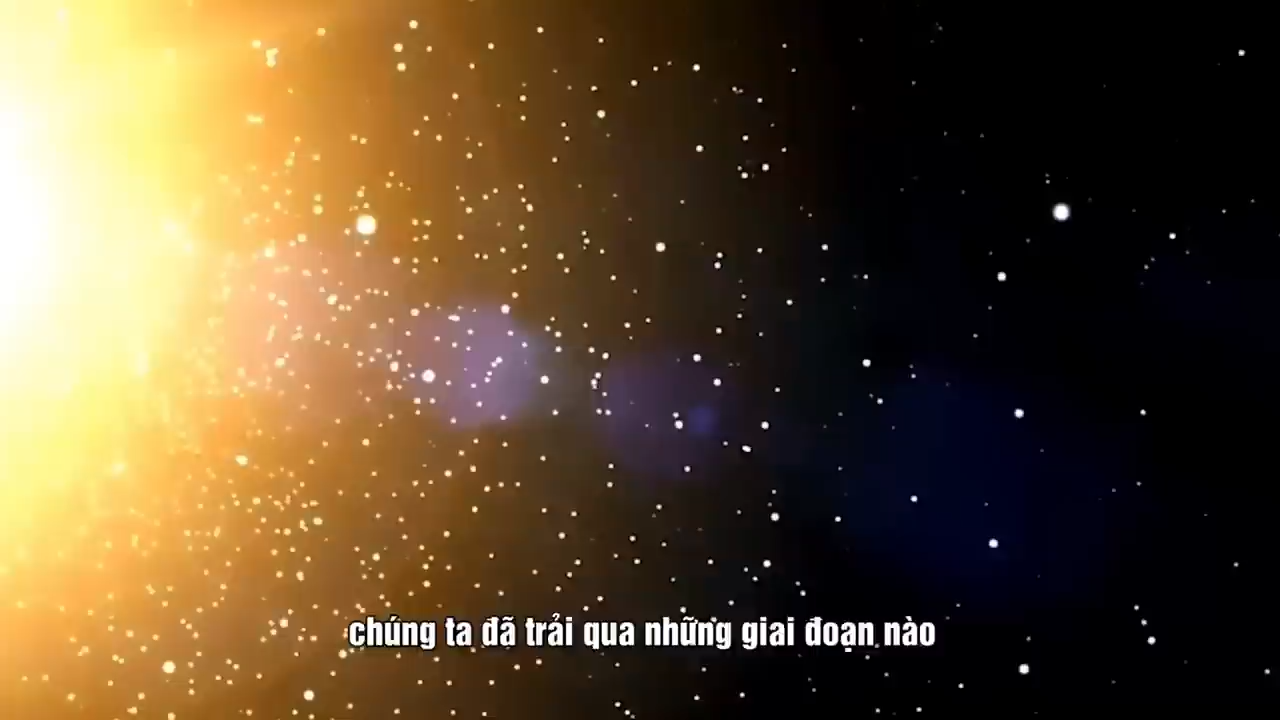 chúng ta đã trải qua những giai đoạn nào